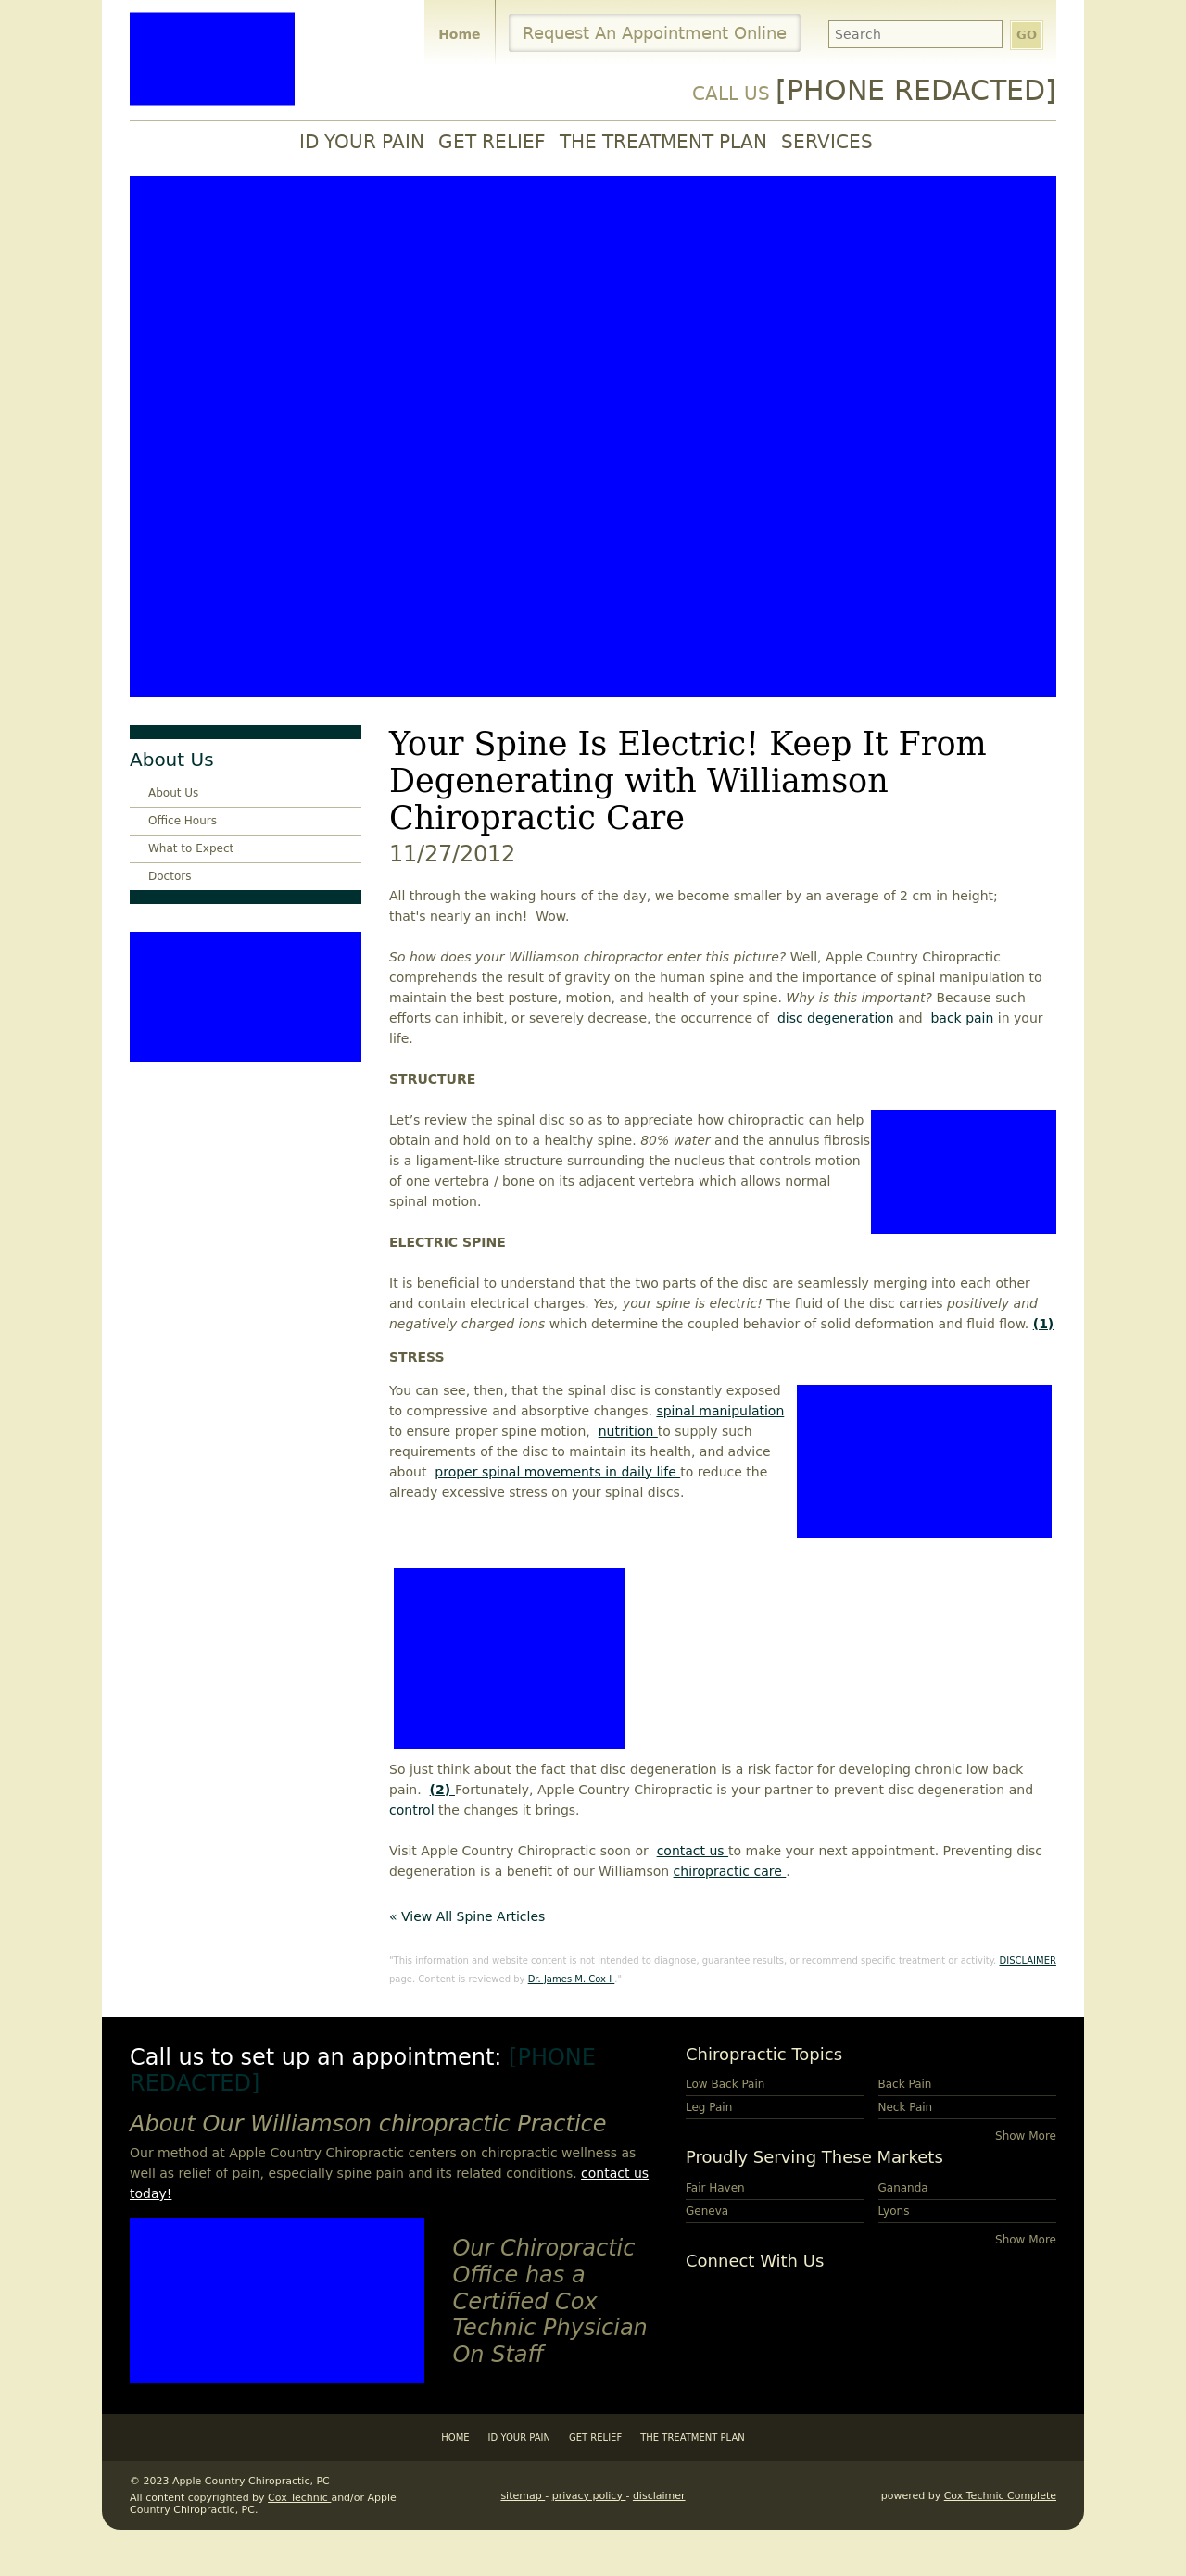 Home
Request An Appointment Online
Search
GO
CALL US [PHONE REDACTED]
ID YOUR PAIN GET RELIEF THE TREATMENT PLAN SERVICES
About Us
About Us
Office Hours
What to Expect
Doctors
Your Spine Is Electric! Keep It From
Degenerating with Williamson
Chiropractic Care
11/27/2012
All through the waking hours of the day, we become smaller by an average of 2 cm in height;
that's nearly an inch!  Wow.
So how does your Williamson chiropractor enter this picture? Well, Apple Country Chiropractic
comprehends the result of gravity on the human spine and the importance of spinal manipulation to
maintain the best posture, motion, and health of your spine. Why is this important? Because such
efforts can inhibit, or severely decrease, the occurrence of  disc degeneration and  back pain in your
life.
STRUCTURE
Let’s review the spinal disc so as to appreciate how chiropractic can help
obtain and hold on to a healthy spine. 80% water and the annulus fibrosis
is a ligament-like structure surrounding the nucleus that controls motion
of one vertebra / bone on its adjacent vertebra which allows normal
spinal motion.
ELECTRIC SPINE
It is beneficial to understand that the two parts of the disc are seamlessly merging into each other
and contain electrical charges. Yes, your spine is electric! The fluid of the disc carries positively and
negatively charged ions which determine the coupled behavior of solid deformation and fluid flow. (1)
STRESS
You can see, then, that the spinal disc is constantly exposed
to compressive and absorptive changes. spinal manipulation
to ensure proper spine motion,  nutrition to supply such
requirements of the disc to maintain its health, and advice
about  proper spinal movements in daily life to reduce the
already excessive stress on your spinal discs.
So just think about the fact that disc degeneration is a risk factor for developing chronic low back
pain.  (2) Fortunately, Apple Country Chiropractic is your partner to prevent disc degeneration and
control the changes it brings.
Visit Apple Country Chiropractic soon or  contact us to make your next appointment. Preventing disc
degeneration is a benefit of our Williamson chiropractic care .
« View All Spine Articles
"This information and website content is not intended to diagnose, guarantee results, or recommend specific treatment or activity. DISCLAIMER
page. Content is reviewed by Dr. James M. Cox I ."
Call us to set up an appointment: [PHONE
REDACTED]
About Our Williamson chiropractic Practice
Our method at Apple Country Chiropractic centers on chiropractic wellness as
well as relief of pain, especially spine pain and its related conditions. contact us
today!
Our Chiropractic
Office has a
Certified Cox
Technic Physician
On Staff
Chiropractic Topics
Low Back Pain
Back Pain
Leg Pain
Neck Pain
Show More
Proudly Serving These Markets
Fair Haven
Gananda
Geneva
Lyons
Show More
Connect With Us
HOME ID YOUR PAIN GET RELIEF THE TREATMENT PLAN
© 2023 Apple Country Chiropractic, PC
All content copyrighted by Cox Technic and/or Apple
Country Chiropractic, PC.
sitemap - privacy policy - disclaimer
powered by Cox Technic Complete